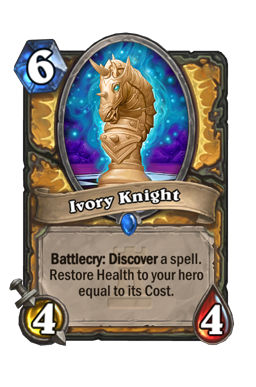 6
Ivory Knight
Battlecry: Discover a spell.
Restore Health to your hero
equal to its Cost.
4 4